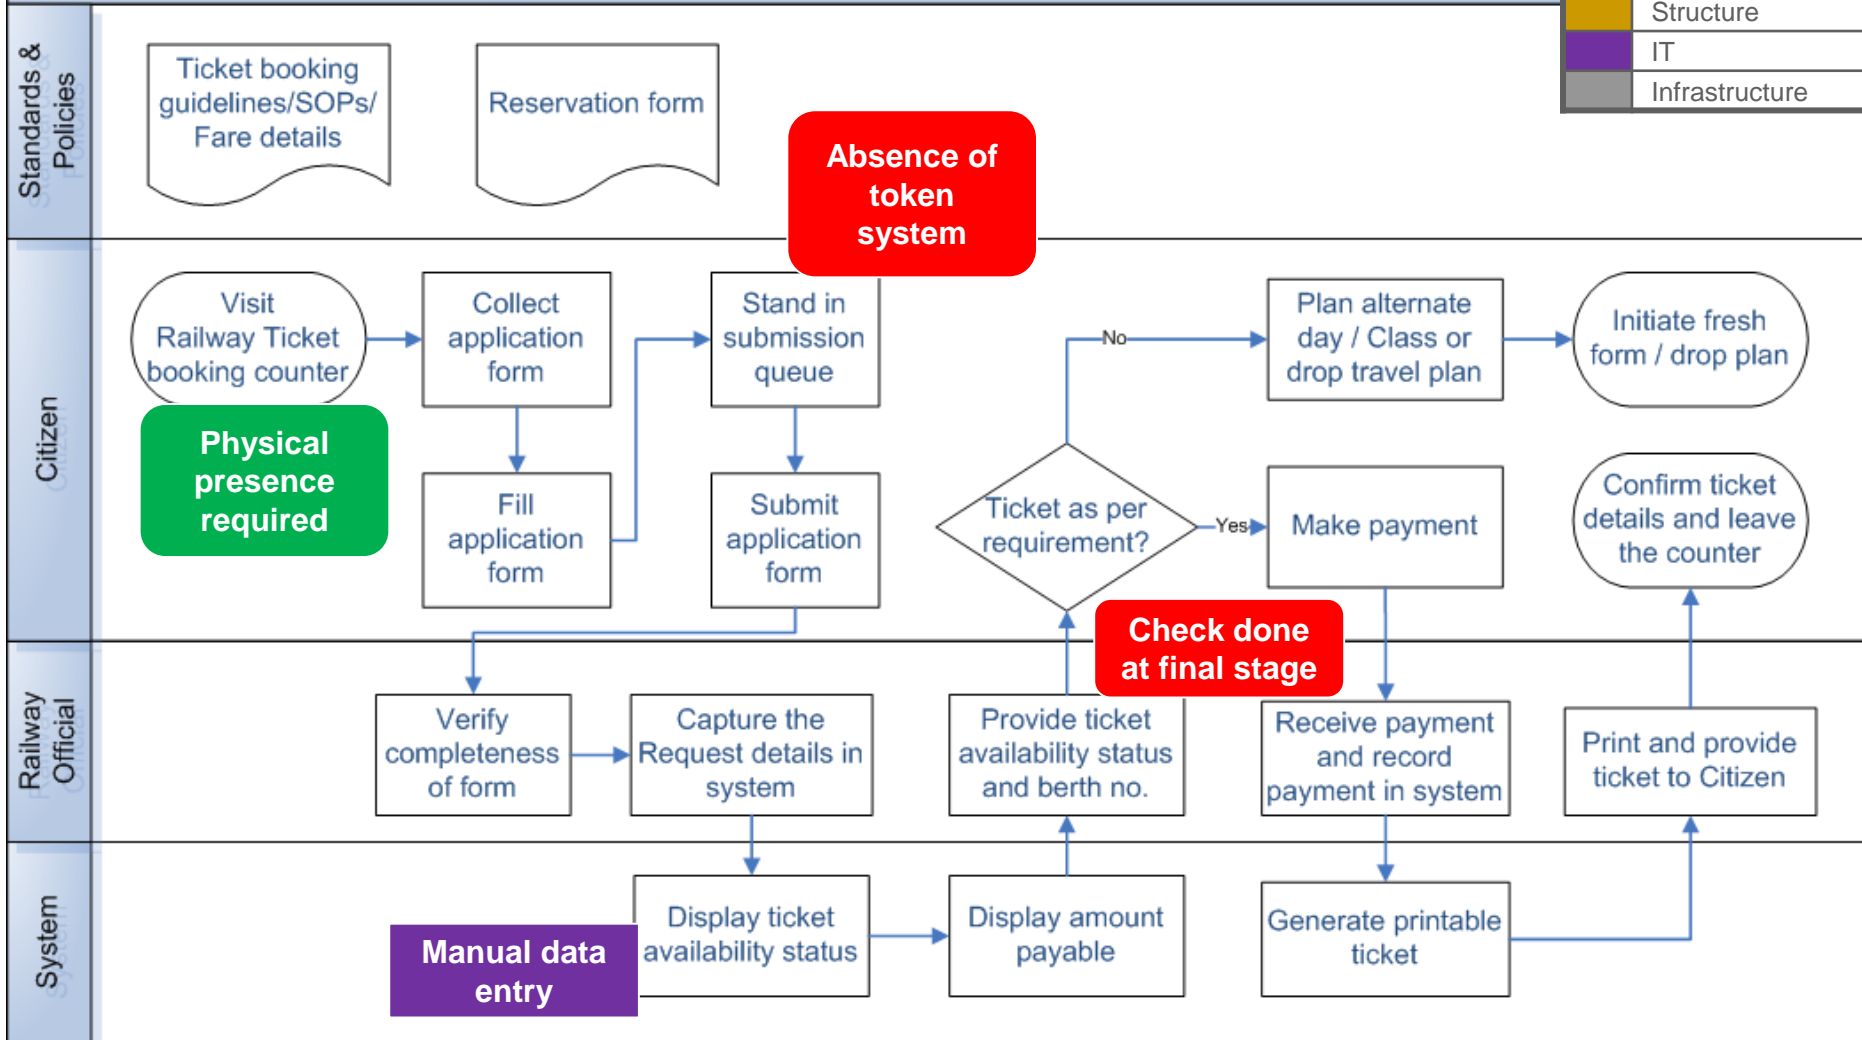 Structure
IT
Infrastructure
Standards &
Policies
Ticket booking
guidelines/SOPs/
Fare details
Reservation form
Absence of
token
system
Citizen
Visit
Railway Ticket
booking counter
Collect
application
form
Stand in
submission
queue
No
Plan alternate
day / Class or
drop travel plan
Initiate fresh
form / drop plan
Physical
presence
required
Fill
application
form
Submit
application
form
Ticket as per
requirement?
Yes
Make payment
Confirm ticket
details and leave
the counter
Check done
at final stage
Railway
Official
Verify
completeness
of form
Capture the
Request details in
system
Provide ticket
availability status
and berth no.
Receive payment
and record
payment in system
Print and provide
ticket to Citizen
System
Manual data
entry
Display ticket
availability status
Display amount
payable
Generate printable
ticket